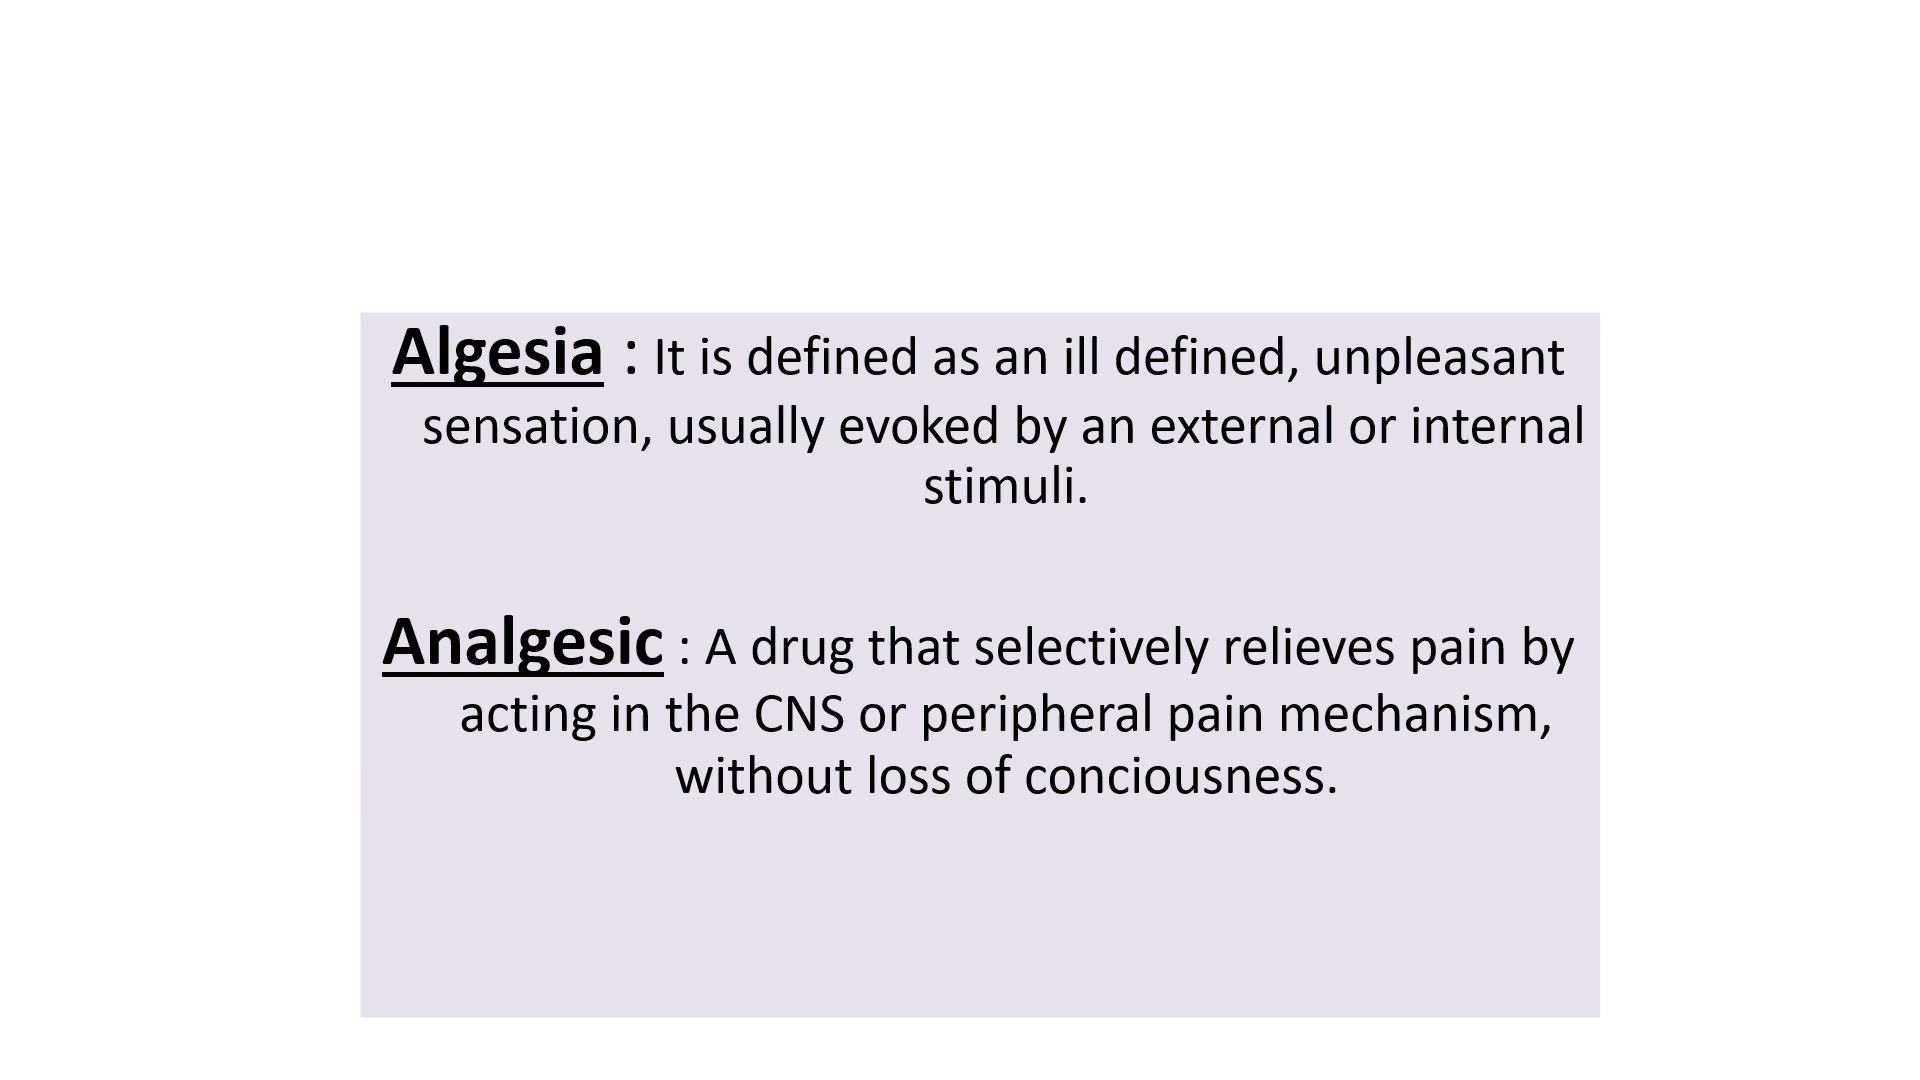 Algesia : It is defined as an ill defined, unpleasant
sensation, usually evoked by an external or internal
stimuli.
Analgesic : A drug that selectively relieves pain by
acting in the CNS or peripheral pain mechanism,
without loss of conciousness.